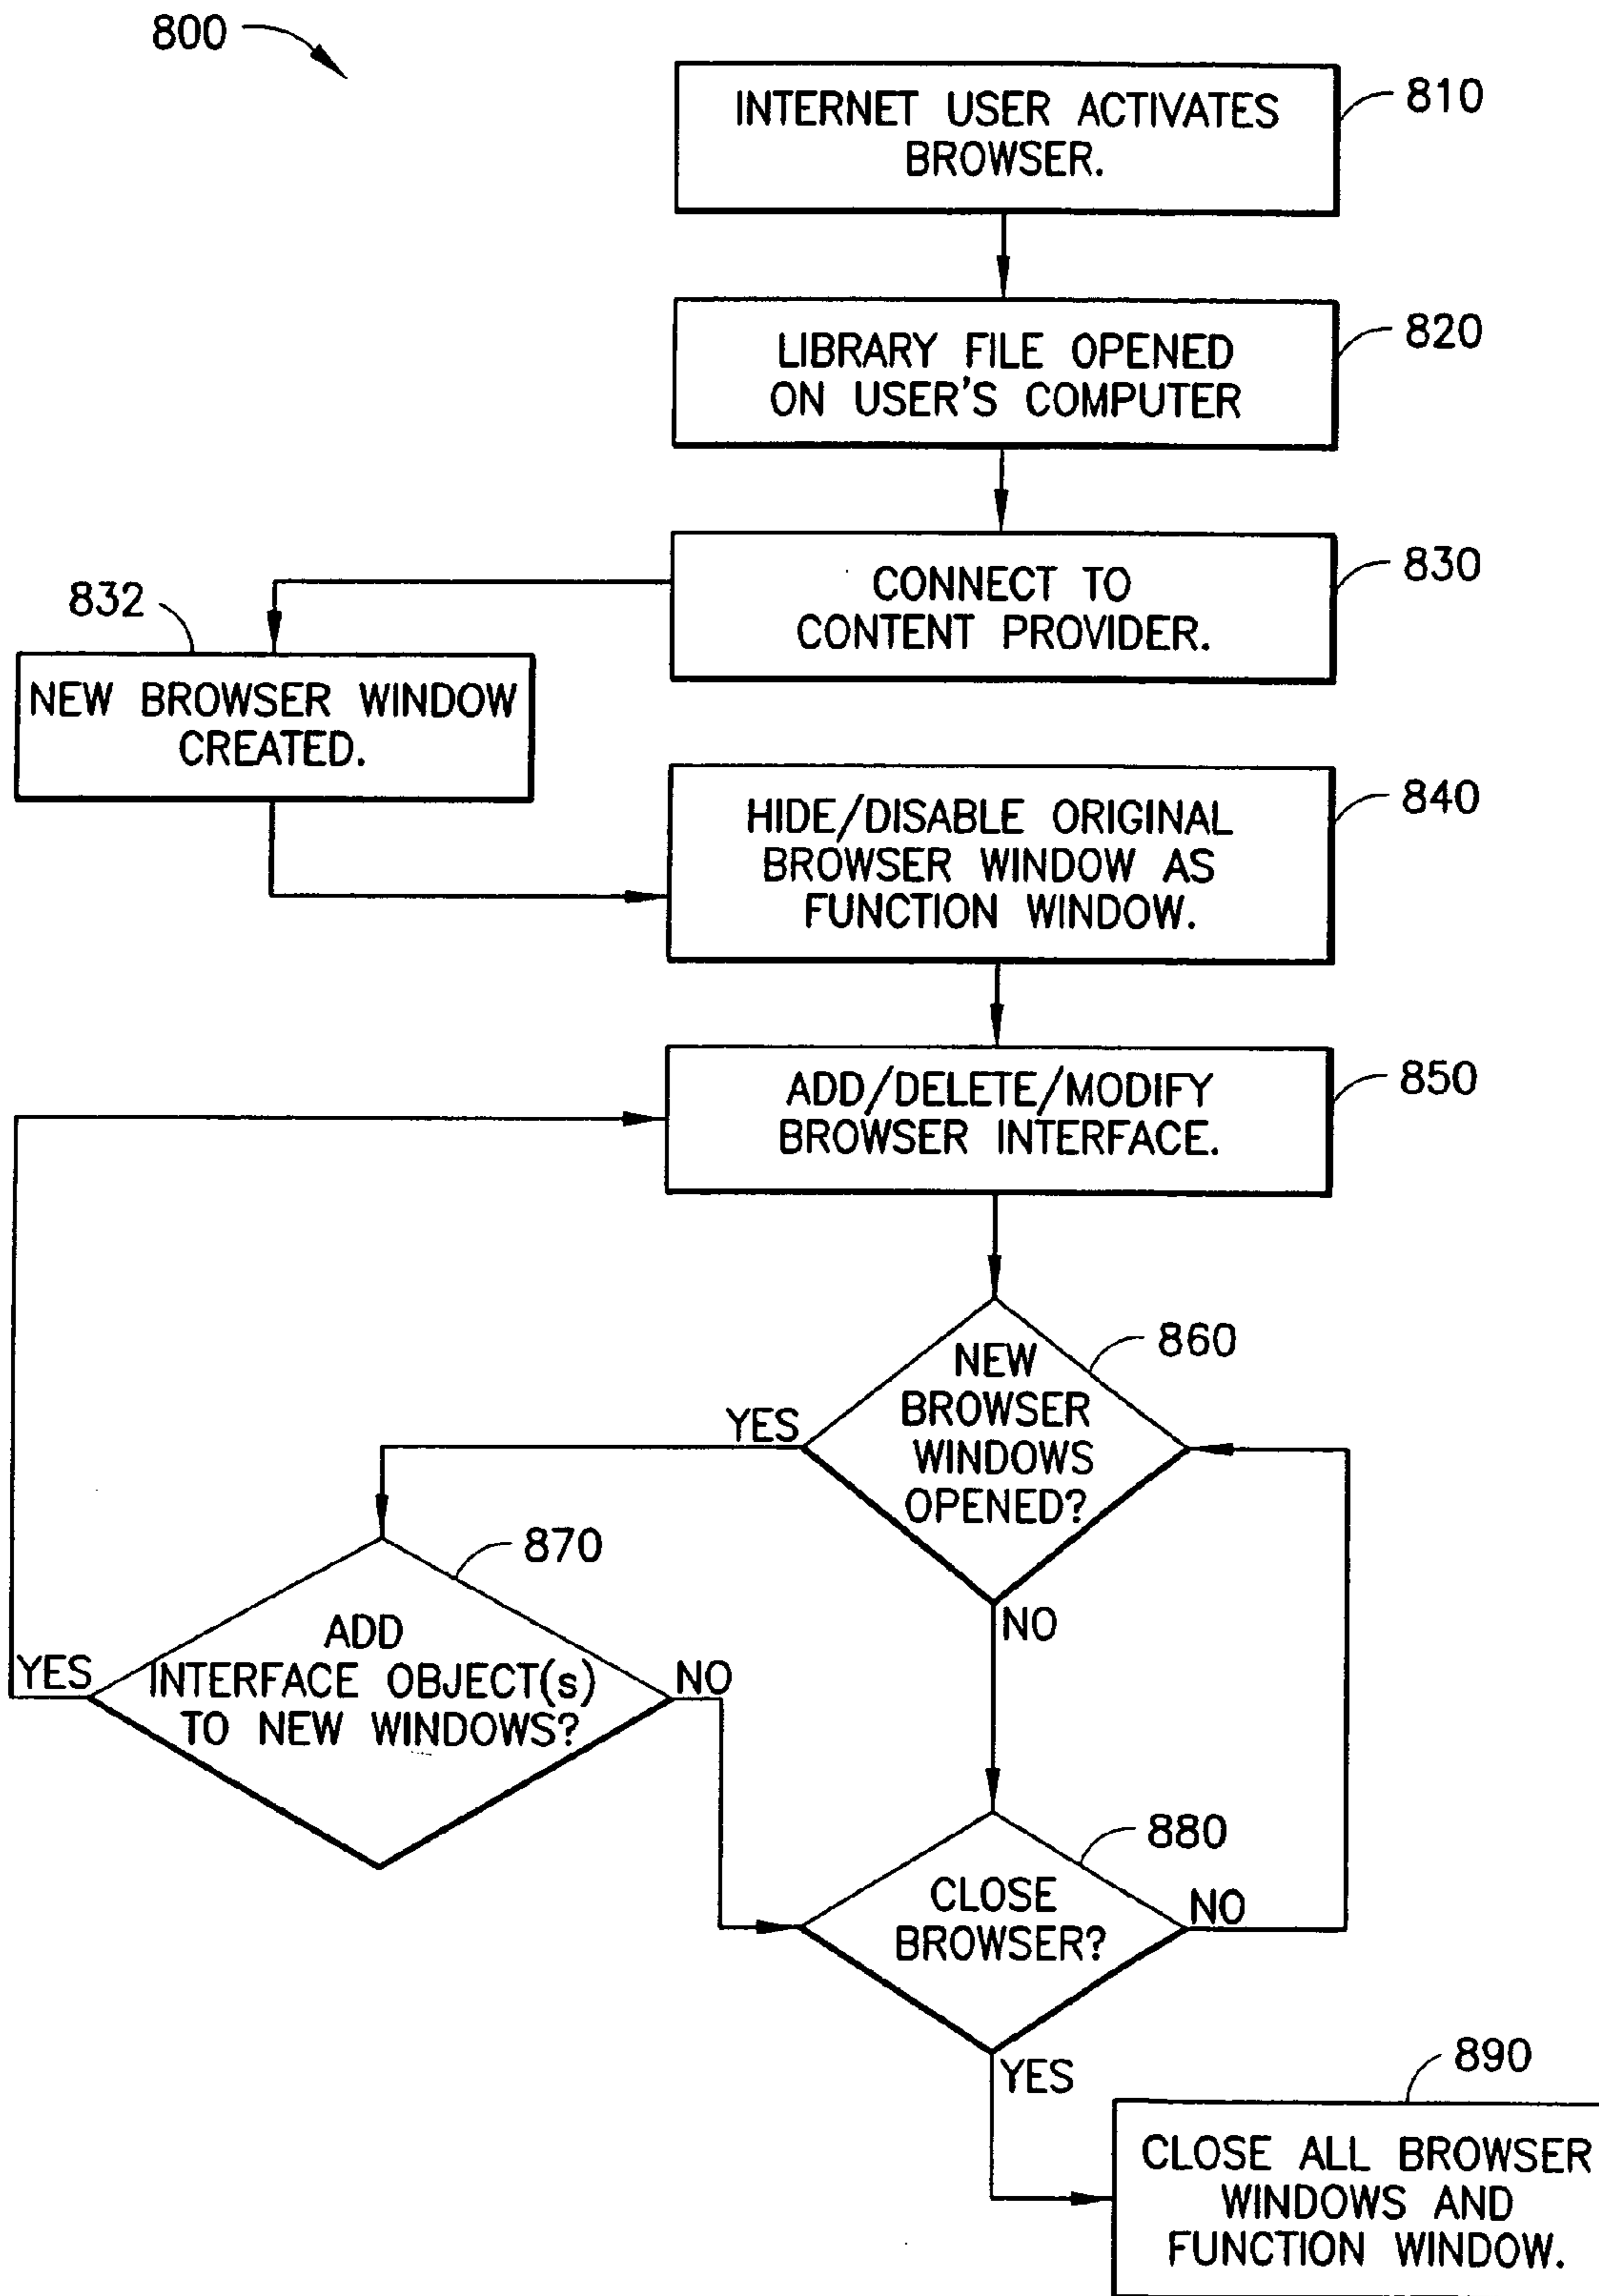 800
INTERNET USER ACTIVATES
BROWSER.
810
LIBRARY FILE OPENED
ON USER'S COMPUTER
820
CONNECT TO
CONTENT PROVIDER.
830
832
NEW BROWSER WINDOW
CREATED.
HIDE/DISABLE ORIGINAL
BROWSER WINDOW AS
FUNCTION WINDOW.
840
ADD/DELETE/MODIFY
BROWSER INTERFACE.
850
NEW
BROWSER
WINDOWS
OPENED?
860
YES
NO
870
ADD
INTERFACE OBJECT(s)
TO NEW WINDOWS?
YES
NO
880
CLOSE
BROWSER?
NO
YES
890
CLOSE ALL BROWSER
WINDOWS AND
FUNCTION WINDOW.